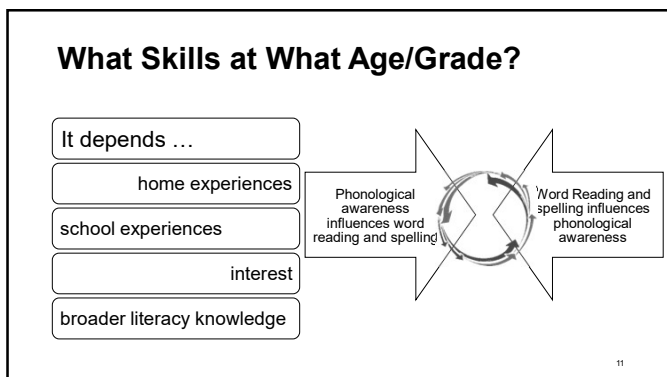 What Skills at What Age/Grade?
It depends …
home experiences
school experiences
interest
broader literacy knowledge
Phonological
awareness
influences word
reading and spelling
Word Reading and
spelling influences
phonological
awareness
11